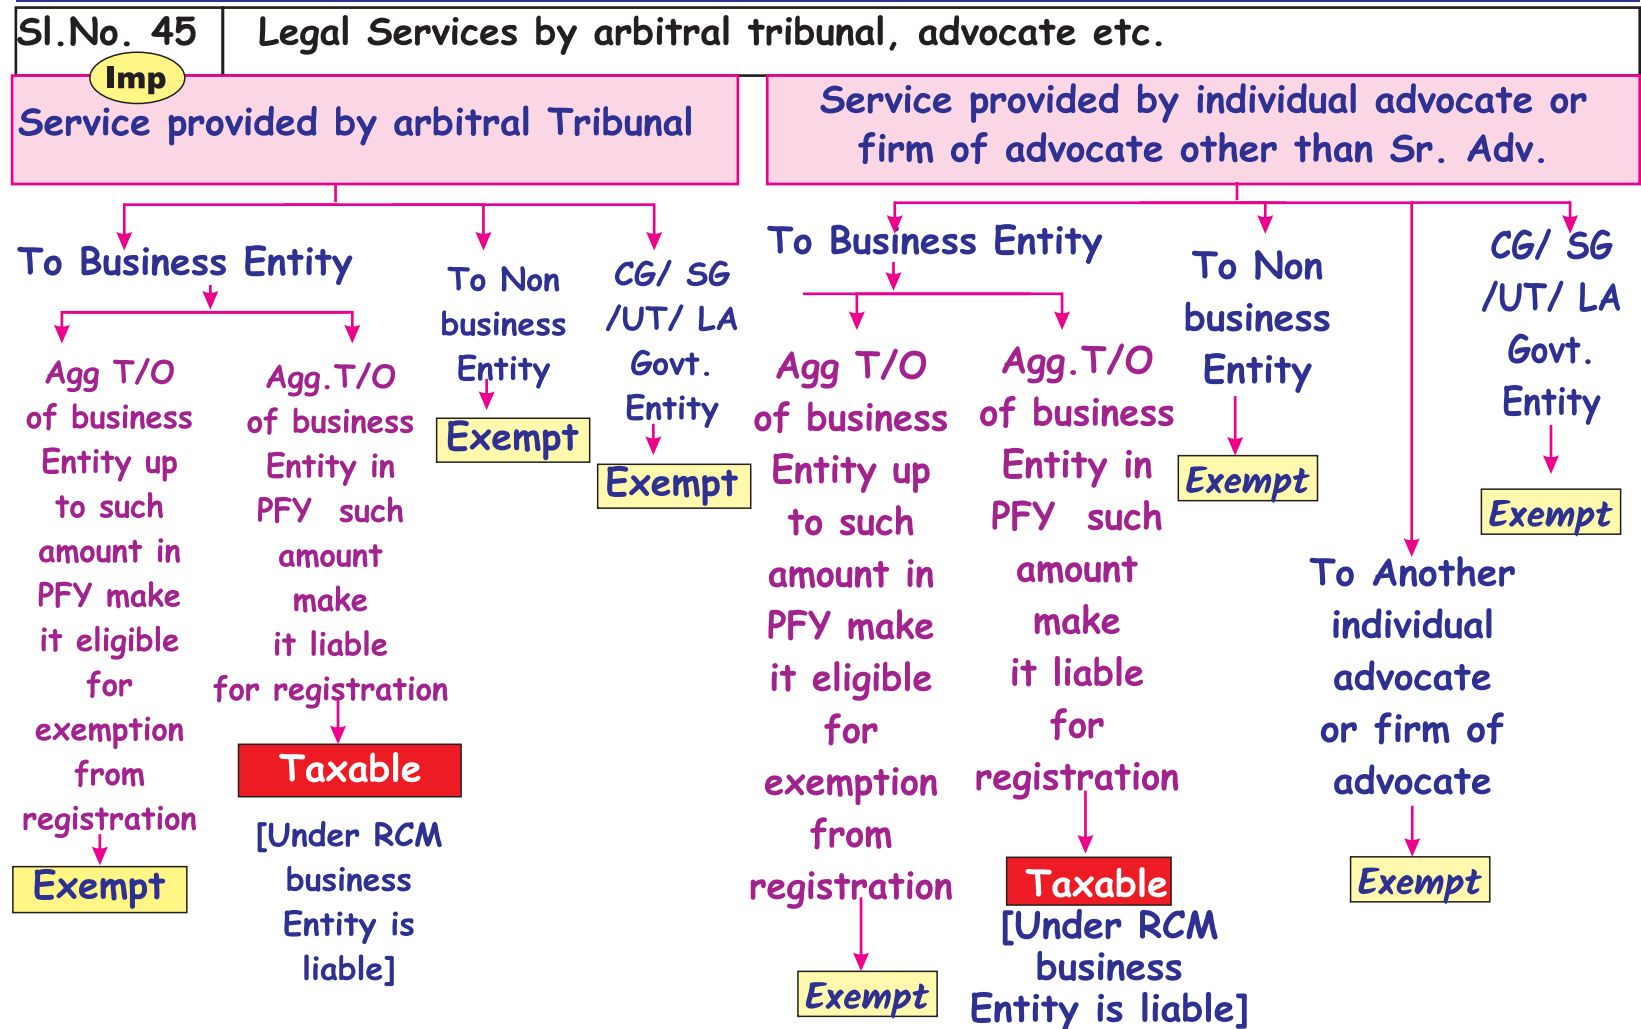 Sl.No. 45
Legal Services by arbitral tribunal, advocate etc.
Imp
Service provided by arbitral Tribunal
To Business Entity
Agg T/O
of business
Entity up
to such
amount in
PFY make
it eligible
for
exemption
from
registration
Exempt
Agg.T/O
of business
Entity in
PFY such
amount
make
it liable
for registration
Taxable
[Under RCM
business
Entity is
liable]
To Non
business
Entity
Exempt
CG/ SG
/UT/ LA
Govt.
Entity
Exempt
Service provided by individual advocate or
firm of advocate other than Sr. Adv.
To Business Entity
Agg T/O
of business
Entity up
to such
amount in
PFY make
it eligible
for
exemption
from
registration
Exempt
Agg.T/O
of business
Entity in
PFY such
amount
make
it liable
for
registration
Taxable
[Under RCM
business
Entity is liable]
To Non
business
Entity
Exempt
To Another
individual
advocate
or firm of
advocate
Exempt
CG/ SG
/UT/ LA
Govt.
Entity
Exempt